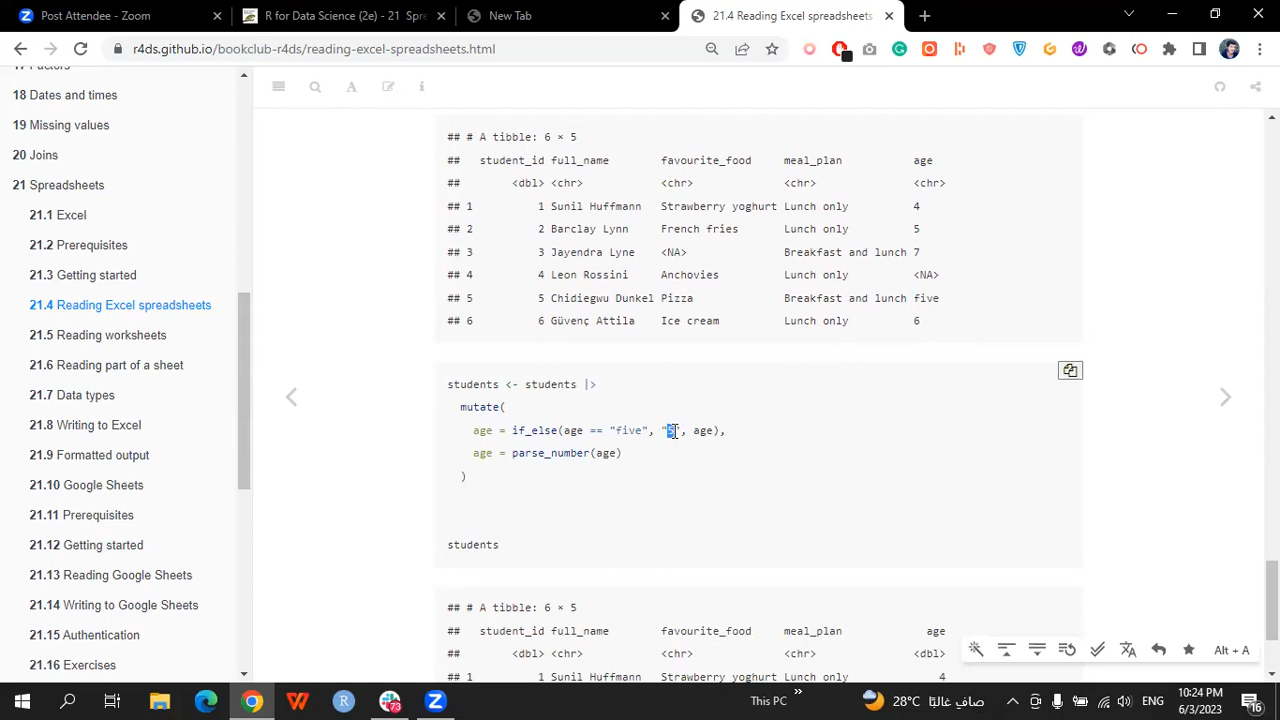 Post Attendee - Zoom
R for Data Science (2e) - 21 Sp
New Tab
21.4 Reading Excel spreadsheets
r4ds.github.io/bookclub-r4ds/reading-excel-spreadsheets.html
17 Factors
18 Dates and times
19 Missing values
20 Joins
21 Spreadsheets
21.1 Excel
21.2 Prerequisites
21.3 Getting started
21.4 Reading Excel spreadsheets
21.5 Reading worksheets
21.6 Reading part of a sheet
21.7 Data types
21.8 Writing to Excel
21.9 Formatted output
21.10 Google Sheets
21.11 Prerequisites
21.12 Getting started
21.13 Reading Google Sheets
21.14 Writing to Google Sheets
21.15 Authentication
21.16 Exercises
## # A tibble: 6 × 5
##   student_id full_name        favourite_food     meal_plan           age
##        <dbl> <chr>            <chr>              <chr>               <chr>
## 1          1 Sunil Huffmann   Strawberry yoghurt Lunch only          4
## 2          2 Barclay Lynn     French fries       Lunch only          5
## 3          3 Jayendra Lyne    <NA>               Breakfast and lunch 7
## 4          4 Leon Rossini     Anchovies          Lunch only          <NA>
## 5          5 Chidiegwu Dunkel Pizza              Breakfast and lunch five
## 6          6 Güvenç Attila    Ice cream          Lunch only          6
students <- students |>
  mutate(
    age = if_else(age == "five", "5", age),
    age = parse_number(age)
  )
students
## # A tibble: 6 × 5
##   student_id full_name        favourite_food     meal_plan             age
##        <dbl> <chr>            <chr>              <chr>               <dbl>
## 1          1 Sunil Huffmann   Strawberry yoghurt Lunch only              4
Alt + A
73
This PC
28°C
صافٍ غالبًا
ENG
10:24 PM
6/3/2023
16